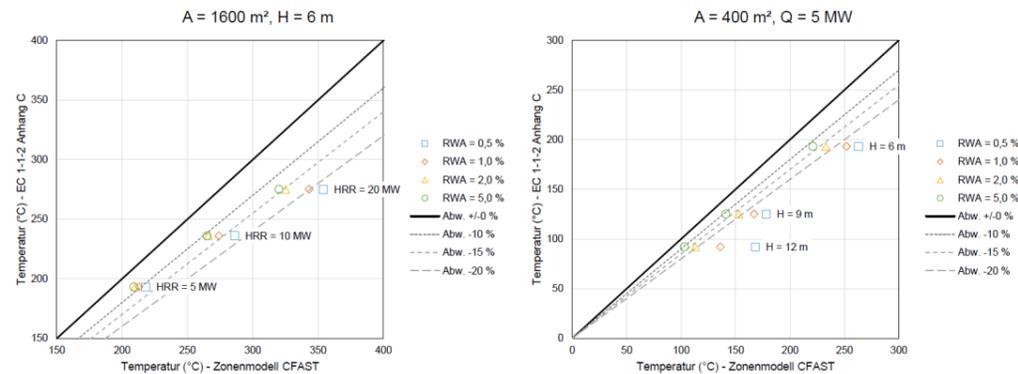 A = 1600 m², H = 6 m
400
350
300
250
200
150
150
200
250
300
350
400
Temperatur (°C) - EC 1-1-2 Anhang C
Temperatur (°C) - Zonenmodell CFAST
HRR = 20 MW
HRR = 10 MW
HRR = 5 MW
RWA = 0,5 %
RWA = 1,0 %
RWA = 2,0 %
RWA = 5,0 %
Abw. +/-0 %
Abw. -10 %
Abw. -15 %
Abw. -20 %
A = 400 m², Q = 5 MW
300
250
200
150
100
50
0
0
50
100
150
200
250
300
Temperatur (°C) - EC 1-1-2 Anhang C
Temperatur (°C) - Zonenmodell CFAST
H = 6 m
H = 9 m
H = 12 m
RWA = 0,5 %
RWA = 1,0 %
RWA = 2,0 %
RWA = 5,0 %
Abw. +/-0 %
Abw. -10 %
Abw. -15 %
Abw. -20 %